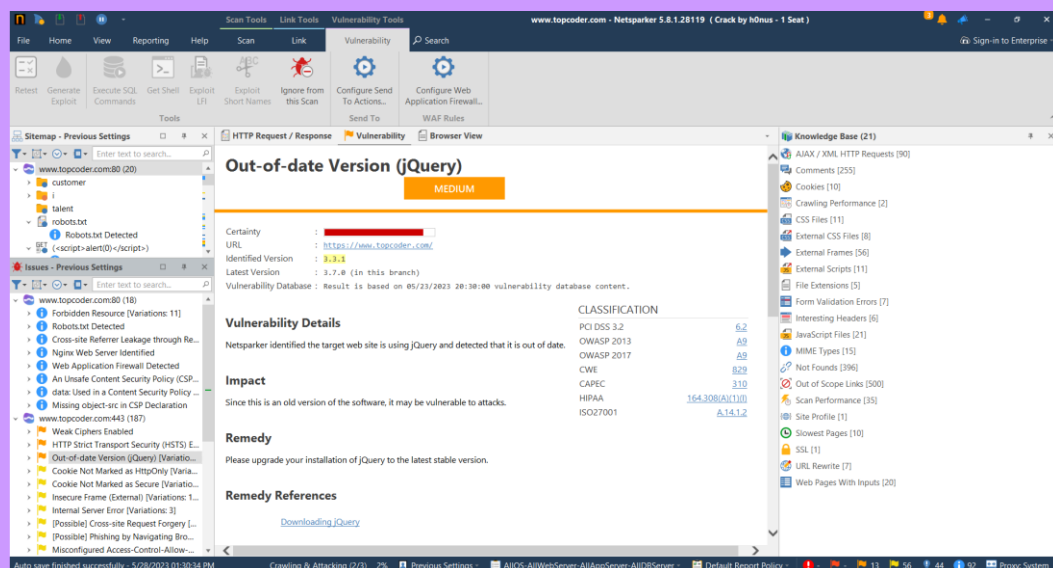 Scan Tools Link Tools Vulnerability Tools www.topcoder.com - Netsparker 5.8.1.28119 ( Crack by h0nus - 1 Seat )
File Home View Reporting Help Scan Link Vulnerability Search Sign-in to Enterprise
Retest Generate Exploit Execute SQL Commands Get Shell Exploit LFI Exploit Short Names Ignore from this Scan Configure Send To Actions... Configure Web Application Firewall...
Tools Send To WAF Rules
Sitemap - Previous Settings
Enter text to search...
www.topcoder.com:80 (20)
customer
i
talent
robots.txt
Robots.txt Detected
GET (<script>alert(0)</script>)
Issues - Previous Settings
Enter text to search...
www.topcoder.com:80 (18)
Forbidden Resource [Variations: 11]
Robots.txt Detected
Cross-site Referrer Leakage through Re...
Nginx Web Server Identified
Web Application Firewall Detected
An Unsafe Content Security Policy (CSP...
data: Used in a Content Security Policy ...
Missing object-src in CSP Declaration
www.topcoder.com:443 (187)
Weak Ciphers Enabled
HTTP Strict Transport Security (HSTS) E...
Out-of-date Version (jQuery) [Variatio...
Cookie Not Marked as HttpOnly [Varia...
Cookie Not Marked as Secure [Variatio...
Insecure Frame (External) [Variations: 1...
Internal Server Error [Variations: 3]
[Possible] Cross-site Request Forgery [...
[Possible] Phishing by Navigating Bro...
Misconfigured Access-Control-Allow-...
HTTP Request / Response Vulnerability Browser View
Out-of-date Version (jQuery)
MEDIUM
Certainty :
URL : https://www.topcoder.com/
Identified Version : 3.3.1
Latest Version : 3.7.0 (in this branch)
Vulnerability Database : Result is based on 05/23/2023 20:30:00 vulnerability database content.
Vulnerability Details
Netsparker identified the target web site is using jQuery and detected that it is out of date.
Impact
Since this is an old version of the software, it may be vulnerable to attacks.
Remedy
Please upgrade your installation of jQuery to the latest stable version.
Remedy References
Downloading jQuery
CLASSIFICATION
PCI DSS 3.2 6.2
OWASP 2013 A9
OWASP 2017 A9
CWE 829
CAPEC 310
HIPAA 164.308(A)(1)(I)
ISO27001 A.14.1.2
Knowledge Base (21)
AJAX / XML HTTP Requests [90]
Comments [255]
Cookies [10]
Crawling Performance [2]
CSS Files [11]
External CSS Files [8]
External Frames [56]
External Scripts [11]
File Extensions [5]
Form Validation Errors [7]
Interesting Headers [6]
JavaScript Files [21]
MIME Types [15]
Not Founds [396]
Out of Scope Links [500]
Scan Performance [35]
Site Profile [1]
Slowest Pages [10]
SSL [1]
URL Rewrite [7]
Web Pages With Inputs [20]
Auto save finished successfully - 5/28/2023 01:30:34 PM Crawling & Attacking (2/3) 2% Previous Settings AllOS-AllWebServer-AllAppServer-AllDBServer Default Report Policy - - 13 56 44 92 Proxy: System